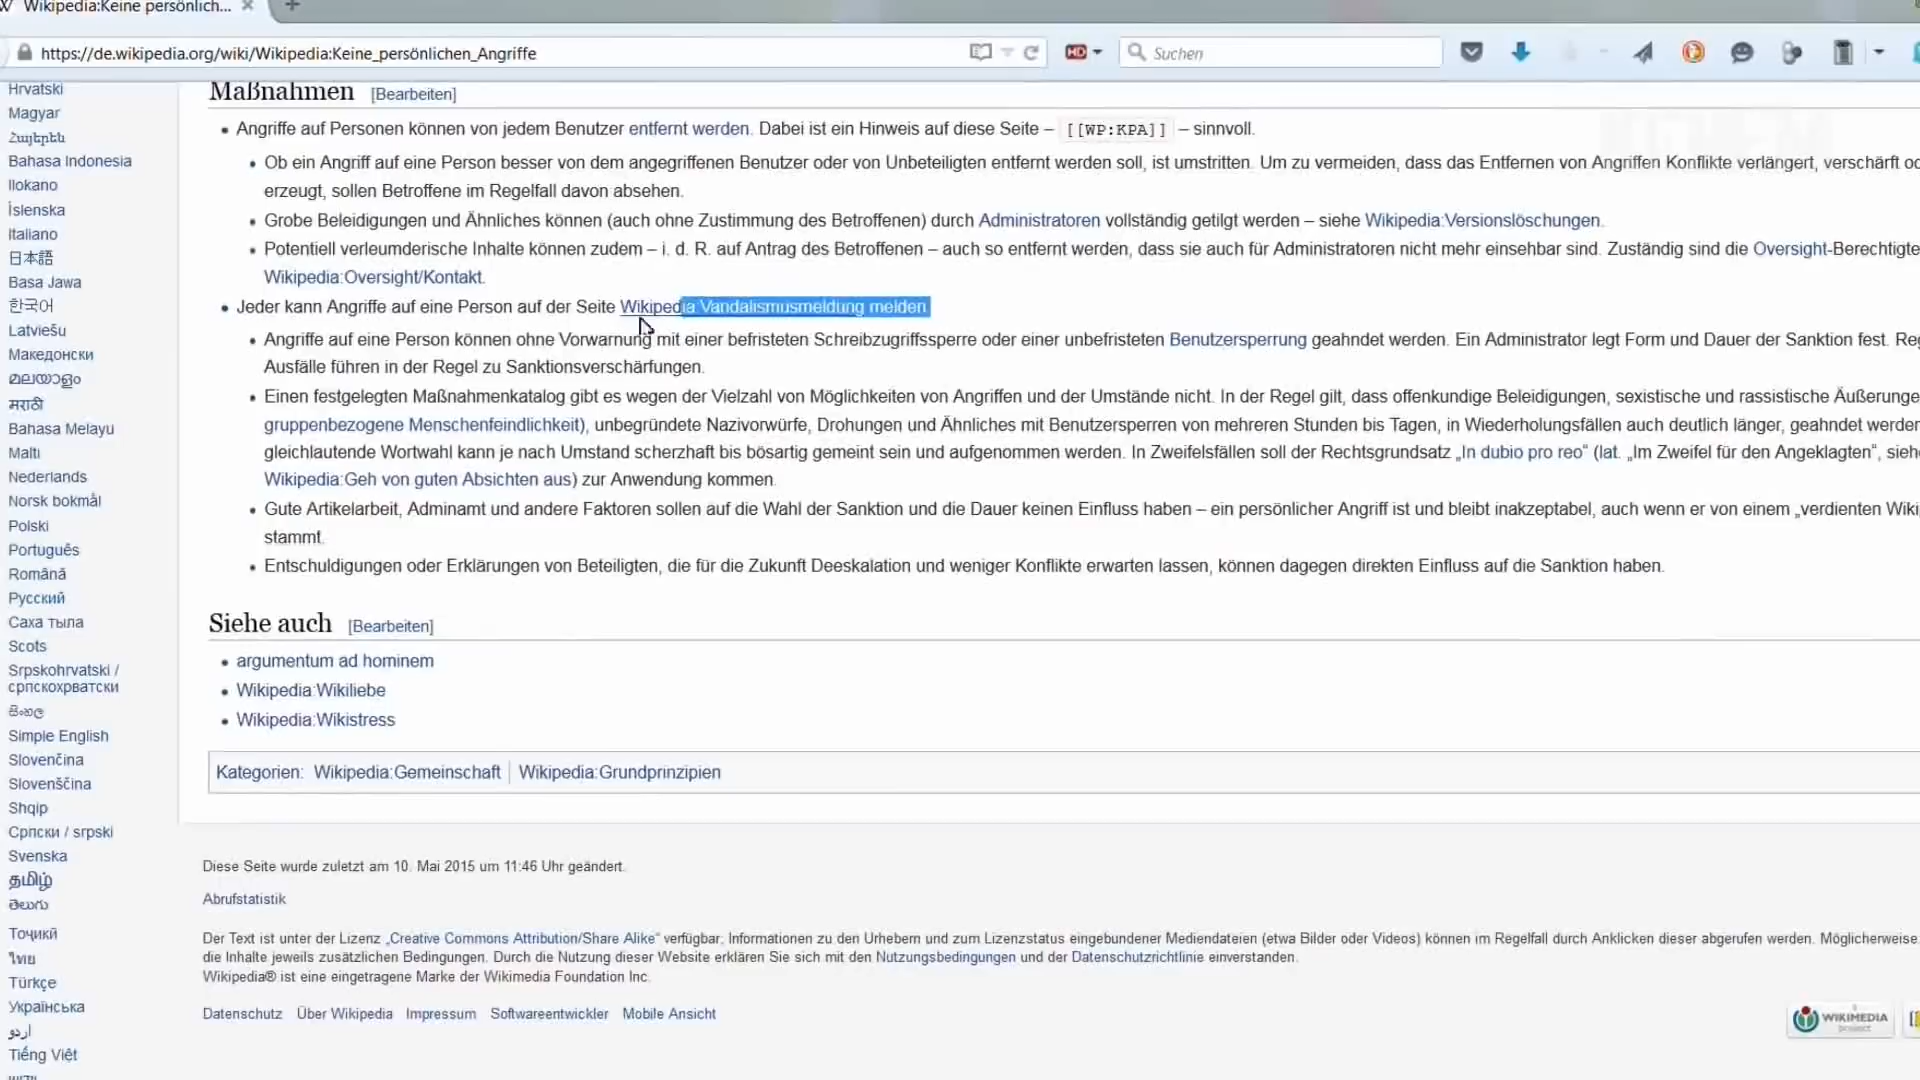 Wikipedia:Keine persönlich...
https://de.wikipedia.org/wiki/Wikipedia:Keine_persönlichen_Angriffe
HD
Suchen
Hrvatski
Magyar
Հայերեն
Bahasa Indonesia
Ilokano
Íslenska
Italiano
日本語
Basa Jawa
한국어
Latviešu
Македонски
മലയാളം
मराठी
Bahasa Melayu
Malti
Nederlands
Norsk bokmål
Polski
Português
Română
Русский
Саха тыла
Scots
Srpskohrvatski /
српскохрватски
සිංහල
Simple English
Slovenčina
Slovenščina
Shqip
Српски / srpski
Svenska
தமிழ்
తెలుగు
Тоҷикӣ
ไทย
Türkçe
Українська
اردو
Tiếng Việt
Maßnahmen [Bearbeiten]
Angriffe auf Personen können von jedem Benutzer entfernt werden. Dabei ist ein Hinweis auf diese Seite – [[WP:KPA]] – sinnvoll.
Ob ein Angriff auf eine Person besser von dem angegriffenen Benutzer oder von Unbeteiligten entfernt werden soll, ist umstritten. Um zu vermeiden, dass das Entfernen von Angriffen Konflikte verlängert, verschärft
erzeugt, sollen Betroffene im Regelfall davon absehen.
Grobe Beleidigungen und Ähnliches können (auch ohne Zustimmung des Betroffenen) durch Administratoren vollständig getilgt werden – siehe Wikipedia:Versionslöschungen.
Potentiell verleumderische Inhalte können zudem – i. d. R. auf Antrag des Betroffenen – auch so entfernt werden, dass sie auch für Administratoren nicht mehr einsehbar sind. Zuständig sind die Oversight-Berechtigte
Wikipedia:Oversight/Kontakt.
Jeder kann Angriffe auf eine Person auf der Seite Wikipedia:Vandalismusmeldung melden
Angriffe auf eine Person können ohne Vorwarnung mit einer befristeten Schreibzugriffssperre oder einer unbefristeten Benutzersperrung geahndet werden. Ein Administrator legt Form und Dauer der Sanktion fest.
Ausfälle führen in der Regel zu Sanktionsverschärfungen.
Einen festgelegten Maßnahmenkatalog gibt es wegen der Vielzahl von Möglichkeiten von Angriffen und der Umstände nicht. In der Regel gilt, dass offenkundige Beleidigungen, sexistische und rassistische Äußerunge
gruppenbezogene Menschenfeindlichkeit), unbegründete Nazivorwürfe, Drohungen und Ähnliches mit Benutzersperren von mehreren Stunden bis Tagen, in Wiederholungsfällen auch deutlich länger, geahndet werden
gleichlautende Wortwahl kann je nach Umstand scherzhaft bis bösartig gemeint sein und aufgenommen werden. In Zweifelsfällen soll der Rechtsgrundsatz „In dubio pro reo“ (lat. „Im Zweifel für den Angeklagten“, sieh
Wikipedia:Geh von guten Absichten aus) zur Anwendung kommen.
Gute Artikelarbeit, Adminamt und andere Faktoren sollen auf die Wahl der Sanktion und die Dauer keinen Einfluss haben – ein persönlicher Angriff ist und bleibt inakzeptabel, auch wenn er von einem „verdienten Wiki
stammt.
Entschuldigungen oder Erklärungen von Beteiligten, die für die Zukunft Deeskalation und weniger Konflikte erwarten lassen, können dagegen direkten Einfluss auf die Sanktion haben.
Siehe auch [Bearbeiten]
argumentum ad hominem
Wikipedia:Wikiliebe
Wikipedia:Wikistress
Kategorien: Wikipedia:Gemeinschaft | Wikipedia:Grundprinzipien
Diese Seite wurde zuletzt am 10. Mai 2015 um 11:46 Uhr geändert.
Abrufstatistik
Der Text ist unter der Lizenz „Creative Commons Attribution/Share Alike“ verfügbar; Informationen zu den Urhebern und zum Lizenzstatus eingebundener Mediendateien (etwa Bilder oder Videos) können im Regelfall durch Anklicken dieser abgerufen werden. Möglicherweise
die Inhalte jeweils zusätzlichen Bedingungen. Durch die Nutzung dieser Website erklären Sie sich mit den Nutzungsbedingungen und der Datenschutzrichtlinie einverstanden.
Wikipedia® ist eine eingetragene Marke der Wikimedia Foundation Inc.
Datenschutz Über Wikipedia Impressum Softwareentwickler Mobile Ansicht
WIKIMEDIA
project